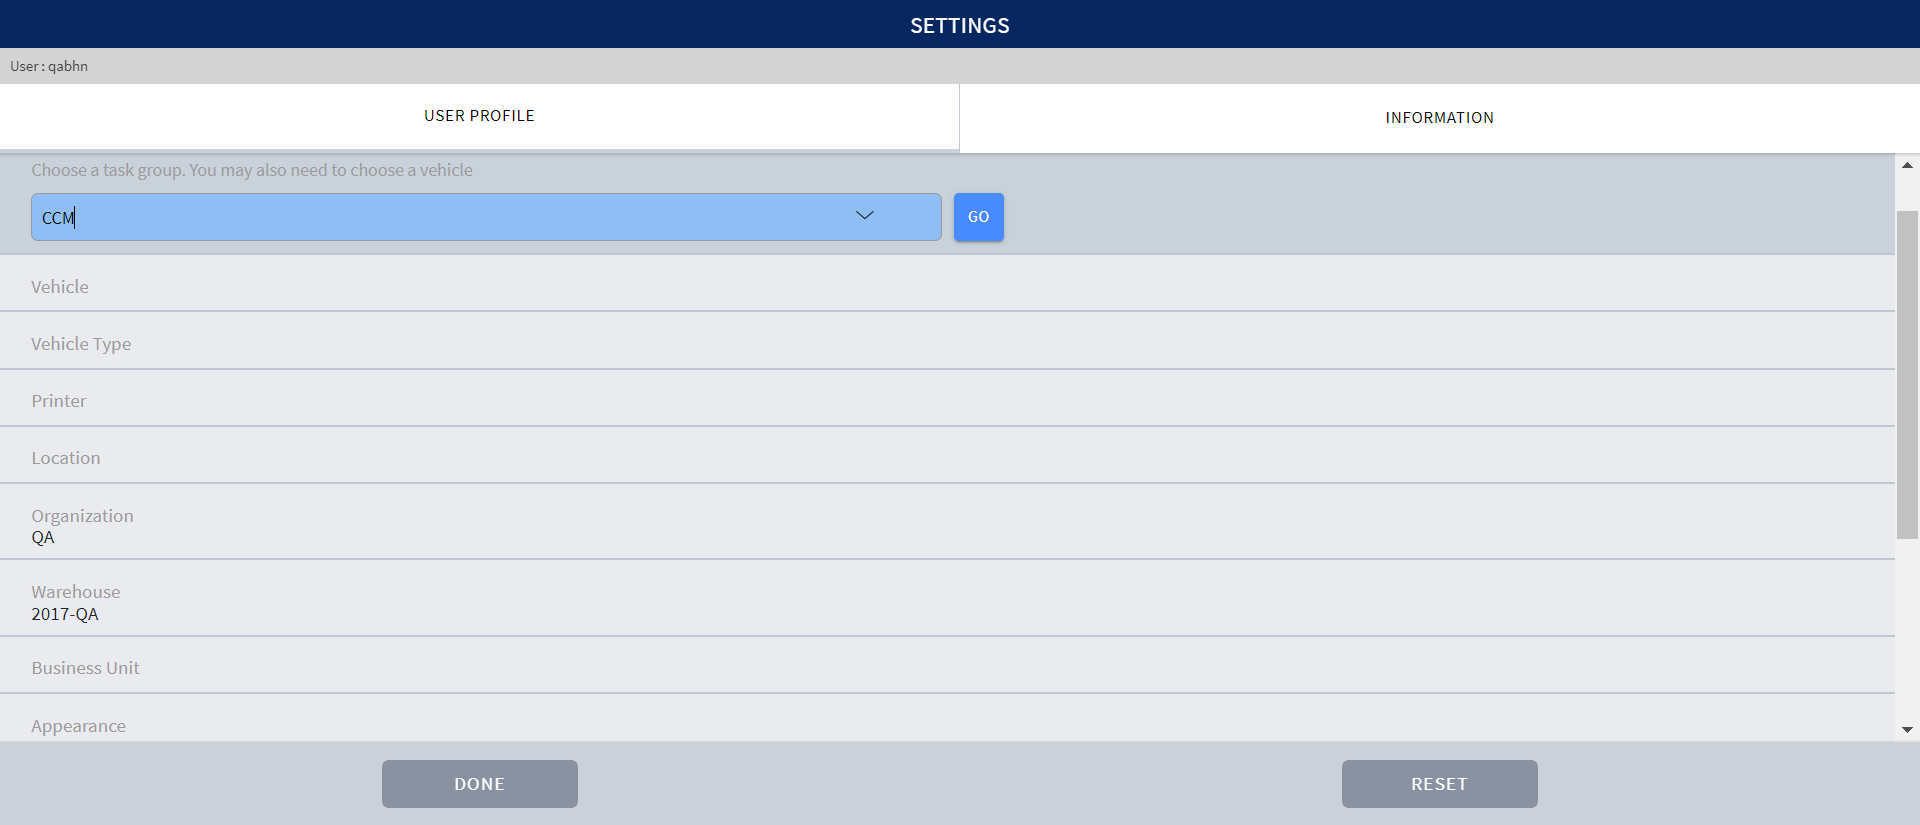 SETTINGS
User : qabhn
USER PROFILE
INFORMATION
Choose a task group. You may also need to choose a vehicle
CCM
GO
Vehicle
Vehicle Type
Printer
Location
Organization
QA
Warehouse
2017-QA
Business Unit
Appearance
DONE
RESET